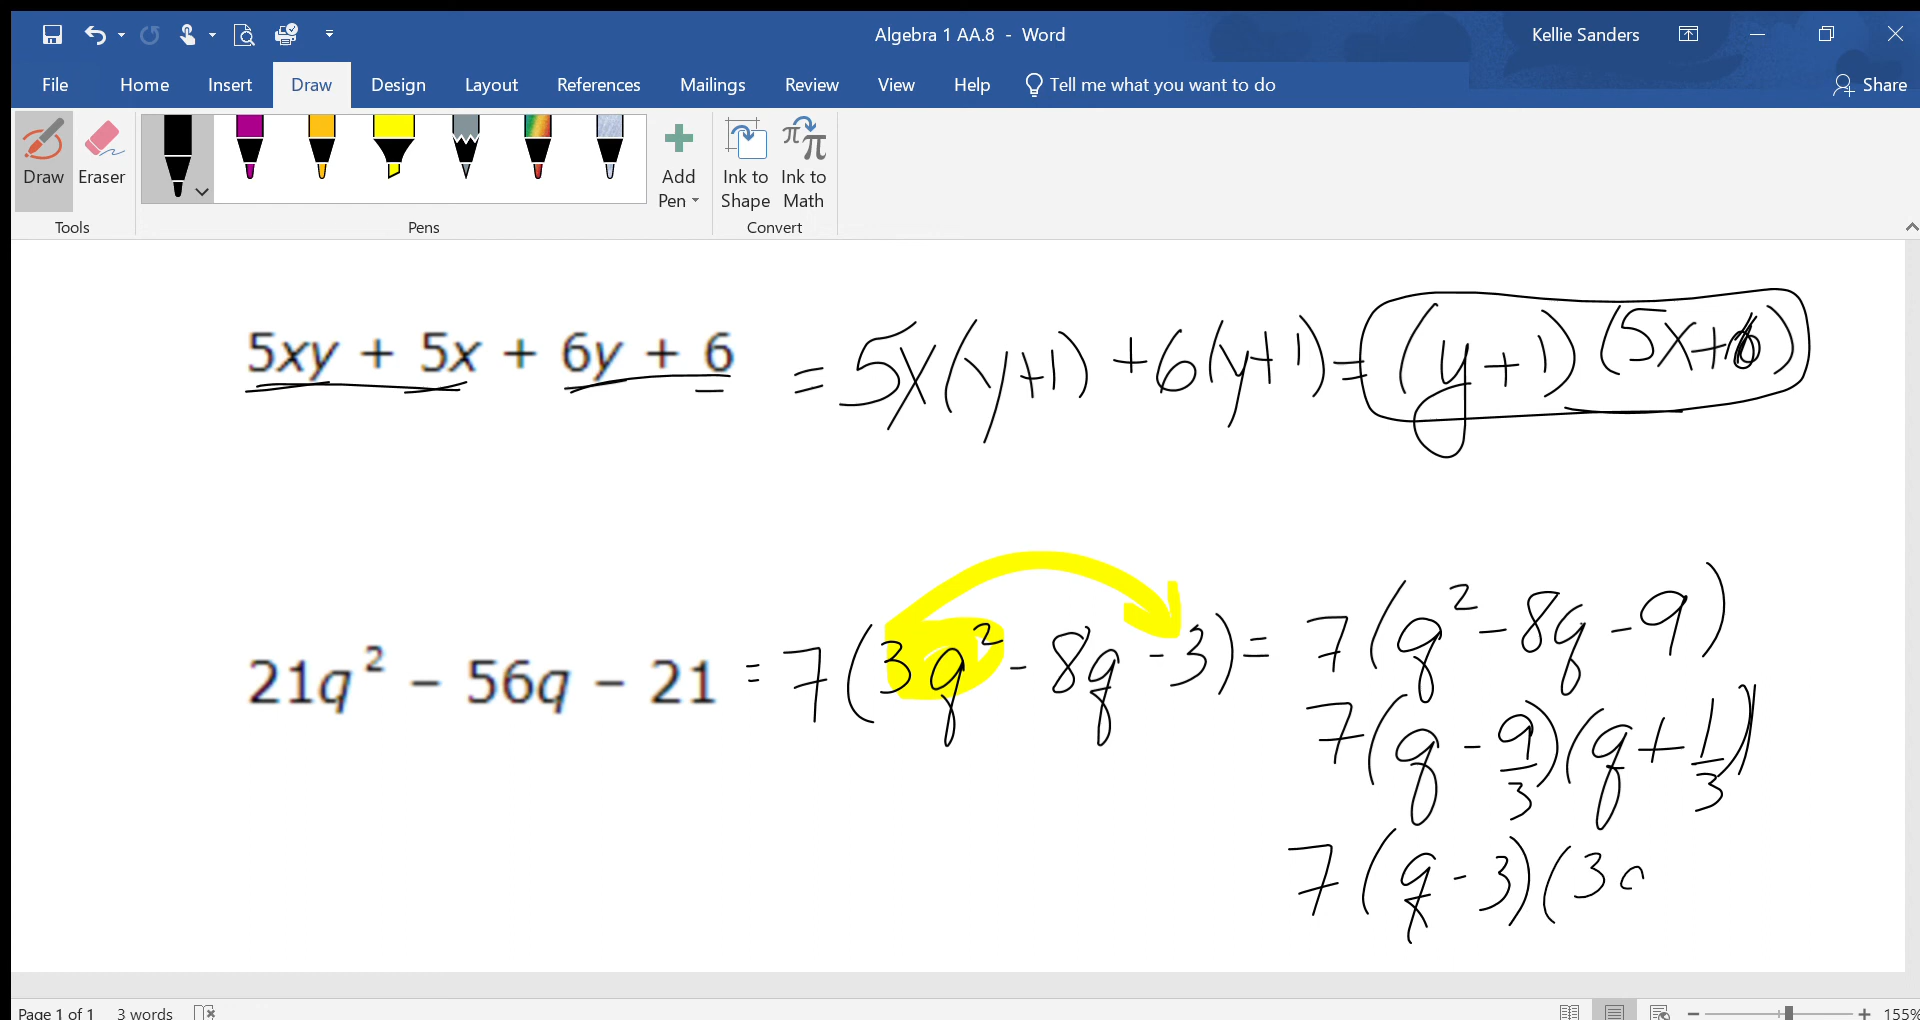 Algebra 1 AA.8 - Word
Kellie Sanders
File Home Insert Draw Design Layout References Mailings Review View Help Tell me what you want to do Share
Draw Eraser
Add Pen
Ink to Shape
Ink to Math
Tools Pens Convert
5xy + 5x + 6y + 6 = 5x(y+1) + 6(y+1) = (y+1)(5x+6)
21q² − 56q − 21 = 7(3q² - 8q - 3) = 7(q² - 8q - 9)
7(q - 9/3)(q + 1/3)
7(q - 3)(3
Page 1 of 1 3 words 155%